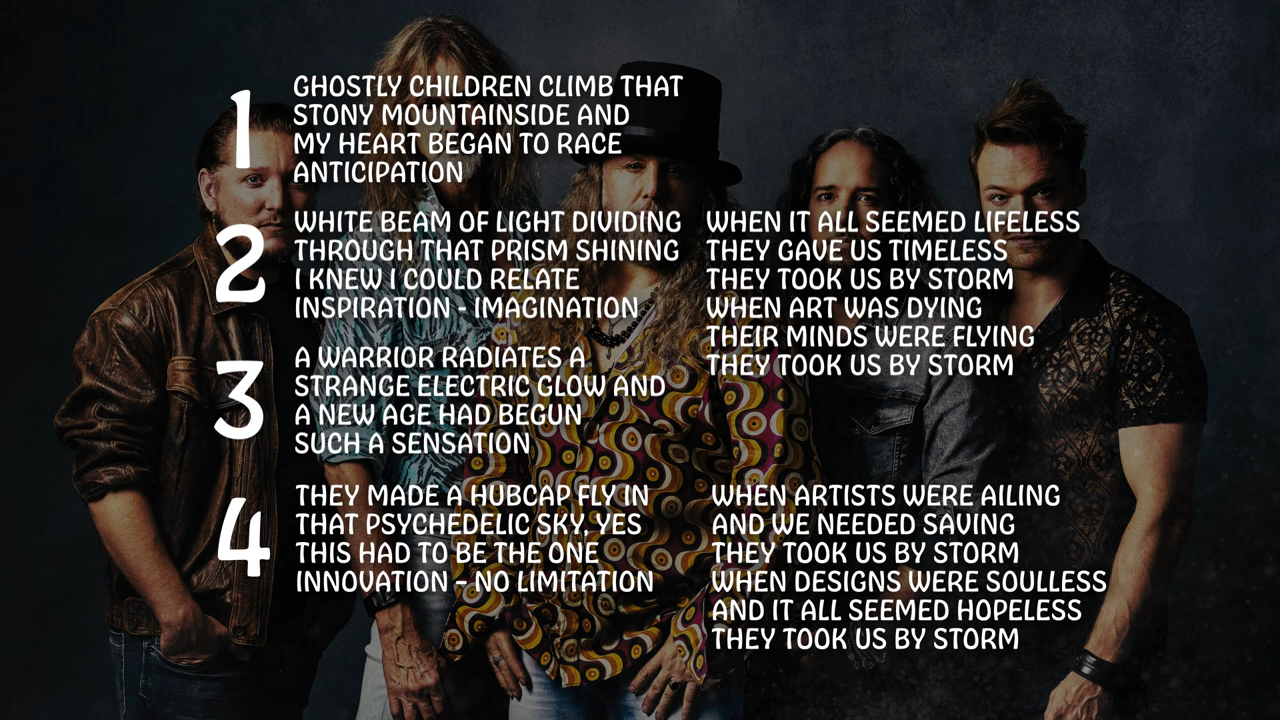 1
GHOSTLY CHILDREN CLIMB THAT
STONY MOUNTAINSIDE AND
MY HEART BEGAN TO RACE
ANTICIPATION
2
WHITE BEAM OF LIGHT DIVIDING
THROUGH THAT PRISM SHINING
I KNEW I COULD RELATE
INSPIRATION - IMAGINATION
WHEN IT ALL SEEMED LIFELESS
THEY GAVE US TIMELESS
THEY TOOK US BY STORM
WHEN ART WAS DYING
THEIR MINDS WERE FLYING
THEY TOOK US BY STORM
3
A WARRIOR RADIATES A
STRANGE ELECTRIC GLOW AND
A NEW AGE HAD BEGUN
SUCH A SENSATION
4
THEY MADE A HUBCAP FLY IN
THAT PSYCHEDELIC SKY, YES
THIS HAD TO BE THE ONE
INNOVATION - NO LIMITATION
WHEN ARTISTS WERE AILING
AND WE NEEDED SAVING
THEY TOOK US BY STORM
WHEN DESIGNS WERE SOULLESS
AND IT ALL SEEMED HOPELESS
THEY TOOK US BY STORM